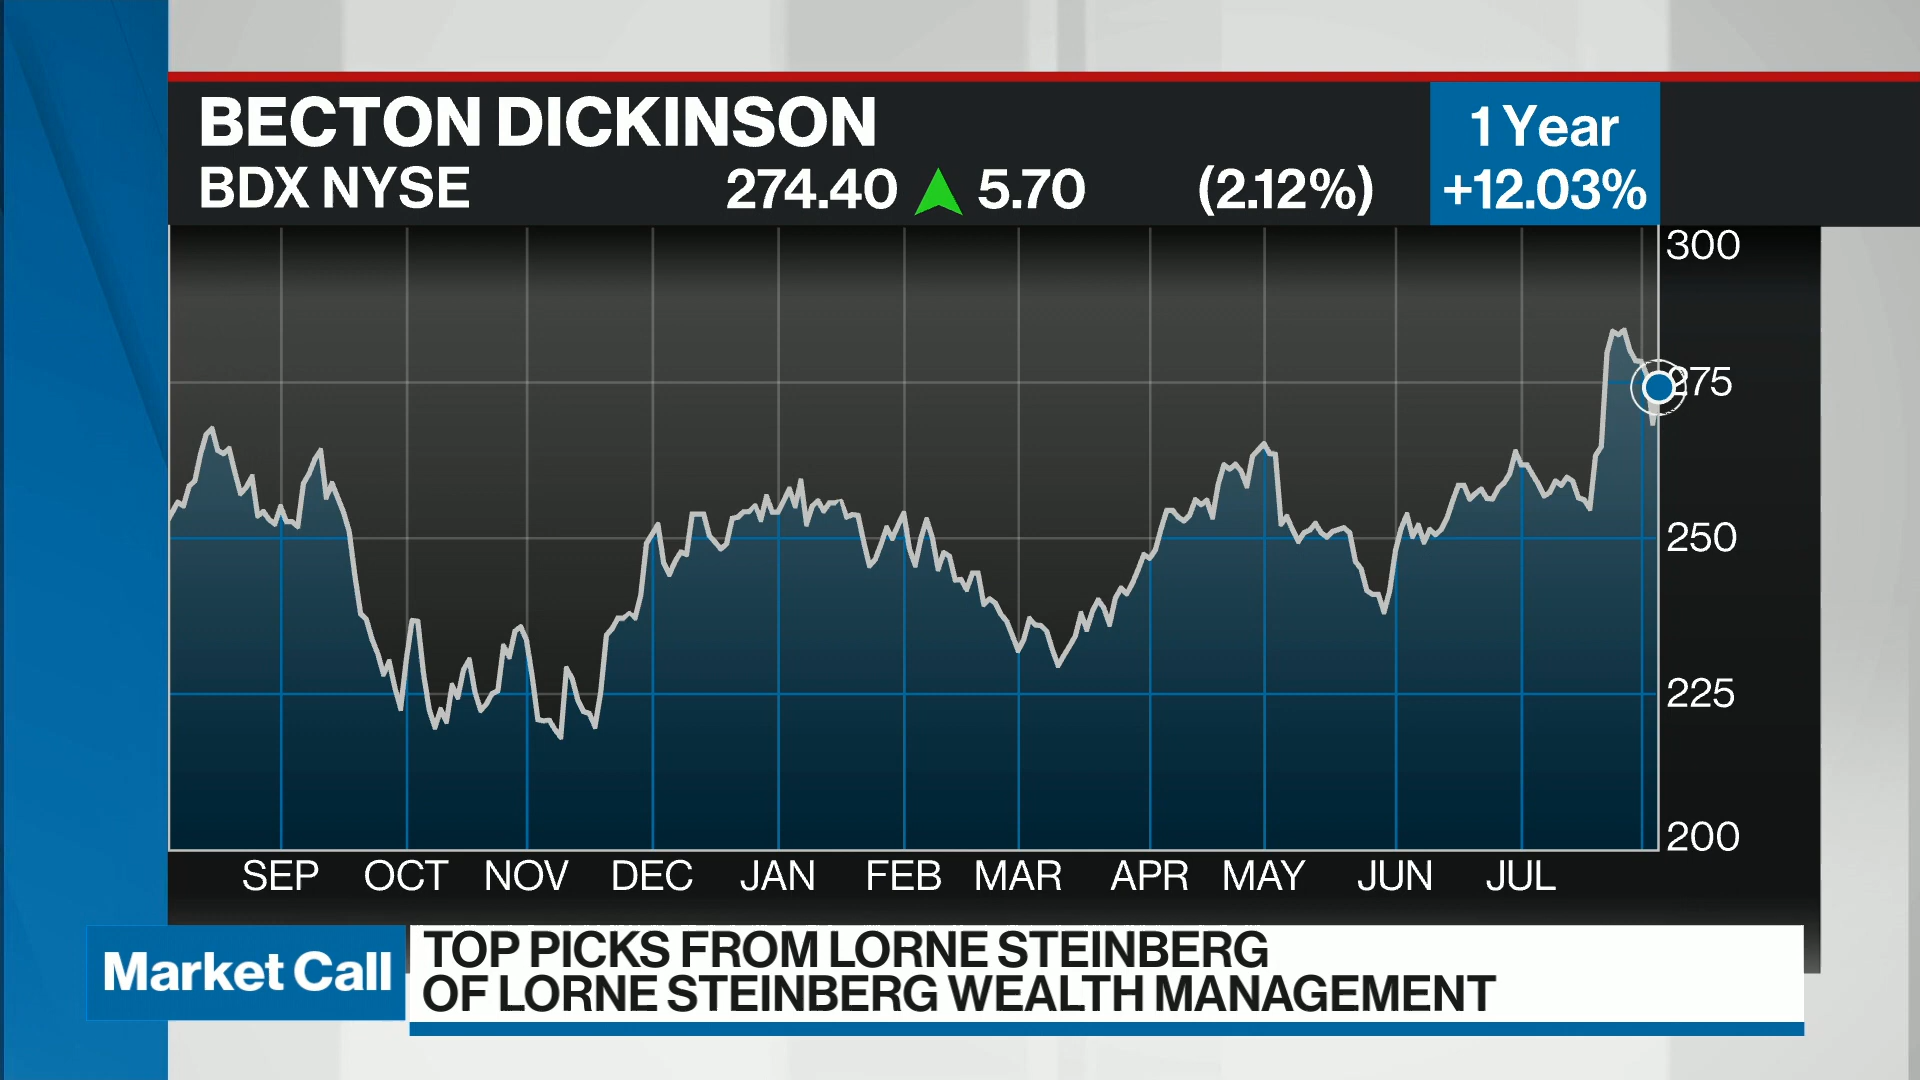 BECTON DICKINSON
BDX NYSE 274.40 5.70 (2.12%)
1 Year
+12.03%
300
275
250
225
200
SEP OCT NOV DEC JAN FEB MAR APR MAY JUN JUL
Market Call
TOP PICKS FROM LORNE STEINBERG
OF LORNE STEINBERG WEALTH MANAGEMENT